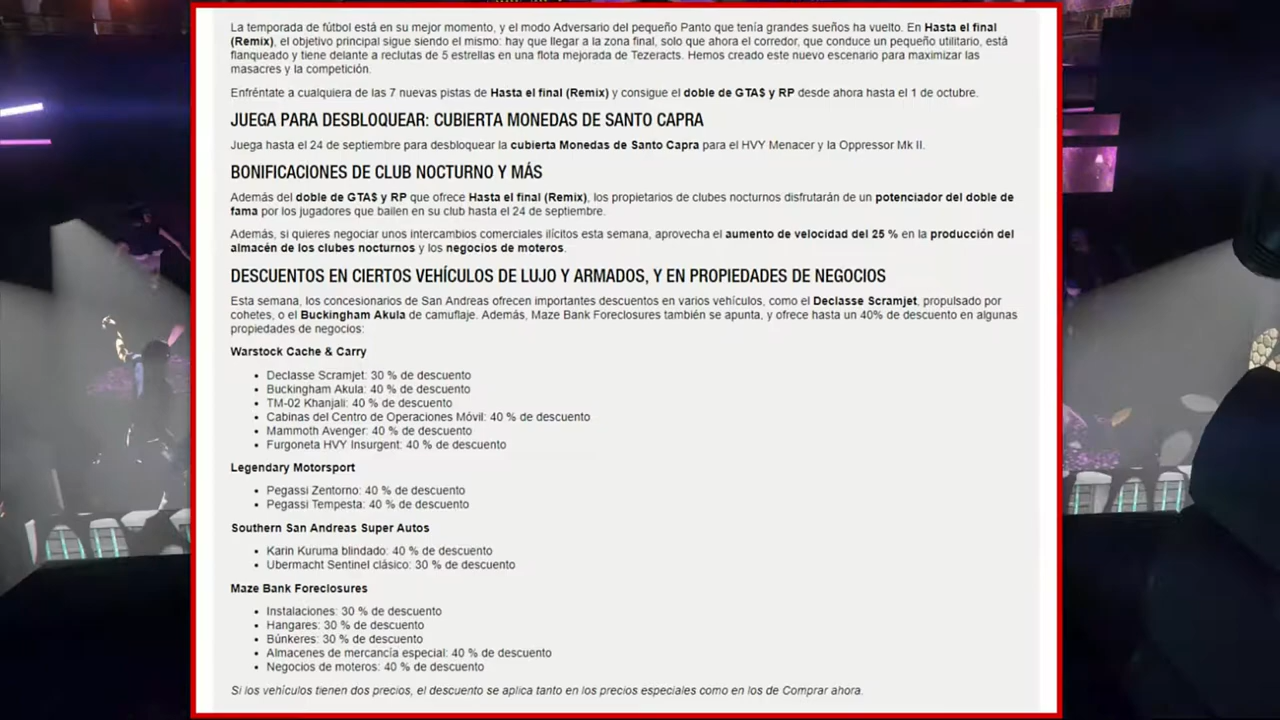 La temporada de fútbol está en su mejor momento, y el modo Adversario del pequeño Panto que tenía grandes sueños ha vuelto. En Hasta el final
(Remix), el objetivo principal sigue siendo el mismo: hay que llegar a la zona final, solo que ahora el corredor, que conduce un pequeño utilitario, está
flanqueado y tiene delante a reclutas de 5 estrellas en una flota mejorada de Tezeracts. Hemos creado este nuevo escenario para maximizar las
masacres y la competición.
Enfréntate a cualquiera de las 7 nuevas pistas de Hasta el final (Remix) y consigue el doble de GTA$ y RP desde ahora hasta el 1 de octubre.
JUEGA PARA DESBLOQUEAR: CUBIERTA MONEDAS DE SANTO CAPRA
Juega hasta el 24 de septiembre para desbloquear la cubierta Monedas de Santo Capra para el HVY Menacer y la Oppressor Mk II.
BONIFICACIONES DE CLUB NOCTURNO Y MÁS
Además del doble de GTA$ y RP que ofrece Hasta el final (Remix), los propietarios de clubes nocturnos disfrutarán de un potenciador del doble de
fama por los jugadores que bailen en su club hasta el 24 de septiembre.
Además, si quieres negociar unos intercambios comerciales ilícitos esta semana, aprovecha el aumento de velocidad del 25 % en la producción del
almacén de los clubes nocturnos y los negocios de moteros.
DESCUENTOS EN CIERTOS VEHÍCULOS DE LUJO Y ARMADOS, Y EN PROPIEDADES DE NEGOCIOS
Esta semana, los concesionarios de San Andreas ofrecen importantes descuentos en varios vehículos, como el Declasse Scramjet, propulsado por
cohetes, o el Buckingham Akula de camuflaje. Además, Maze Bank Foreclosures también se apunta, y ofrece hasta un 40% de descuento en algunas
propiedades de negocios:
Warstock Cache & Carry
• Declasse Scramjet: 30 % de descuento
• Buckingham Akula: 40 % de descuento
• TM-02 Khanjali: 40 % de descuento
• Cabinas del Centro de Operaciones Móvil: 40 % de descuento
• Mammoth Avenger: 40 % de descuento
• Furgoneta HVY Insurgent: 40 % de descuento
Legendary Motorsport
• Pegassi Zentorno: 40 % de descuento
• Pegassi Tempesta: 40 % de descuento
Southern San Andreas Super Autos
• Karin Kuruma blindado: 40 % de descuento
• Ubermacht Sentinel clásico: 30 % de descuento
Maze Bank Foreclosures
• Instalaciones: 30 % de descuento
• Hangares: 30 % de descuento
• Búnkeres: 30 % de descuento
• Almacenes de mercancía especial: 40 % de descuento
• Negocios de moteros: 40 % de descuento
Si los vehículos tienen dos precios, el descuento se aplica tanto en los precios especiales como en los de Comprar ahora.